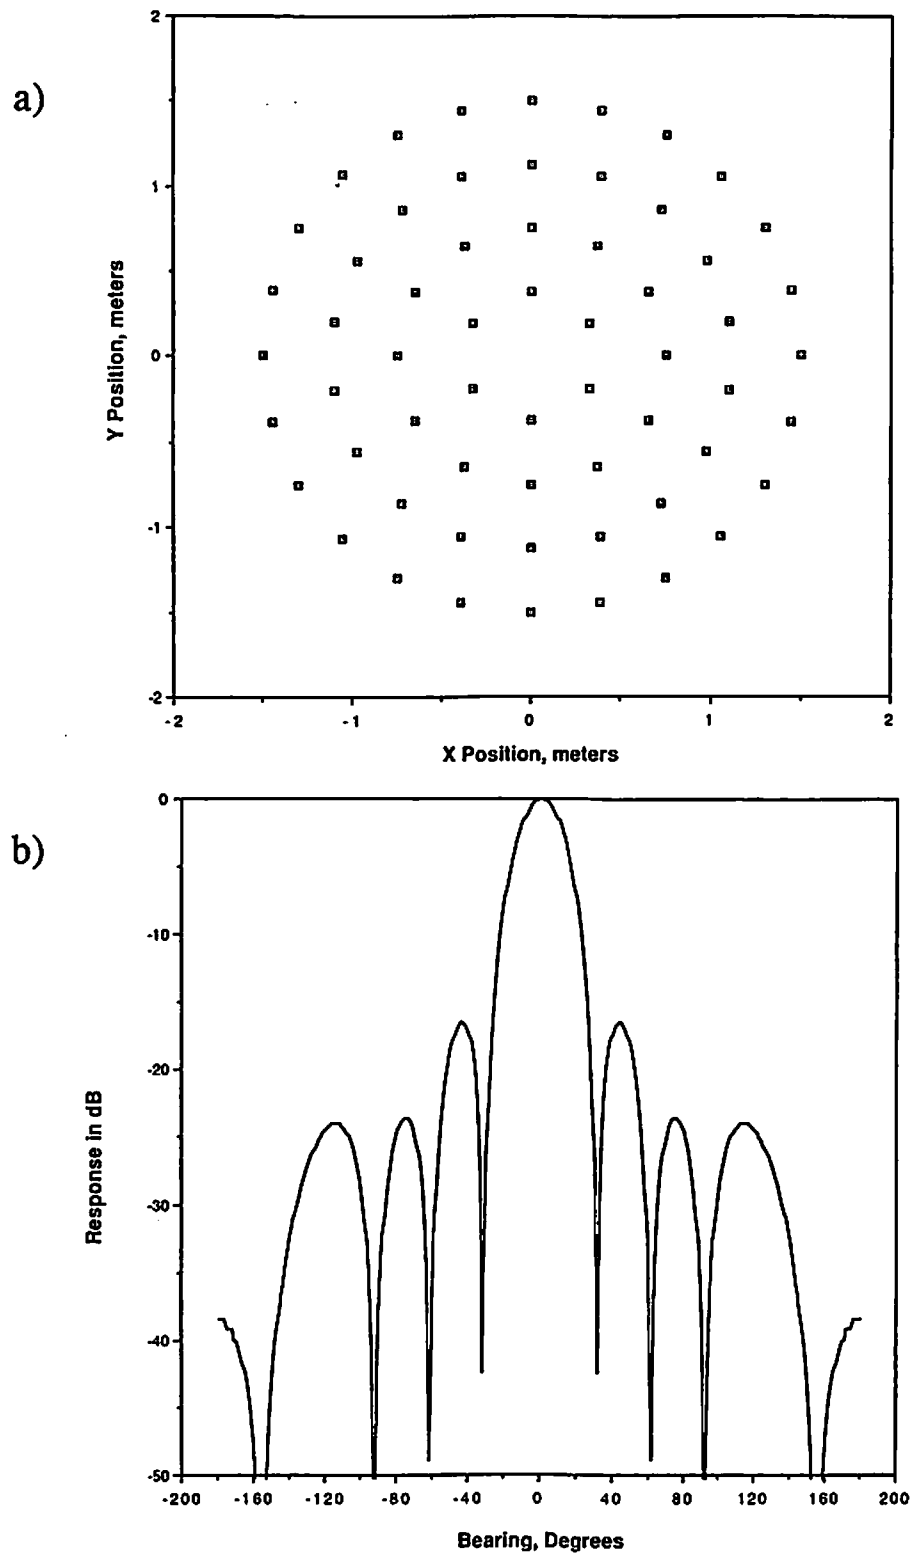 a)
2
1
0
-1
-2
-2
-1
0
1
2
Y Position, meters
X Position, meters
b)
0
-10
-20
-30
-40
-50
-200 -160 -120 -80 -40 0 40 80 120 160 200
Response in dB
Bearing, Degrees